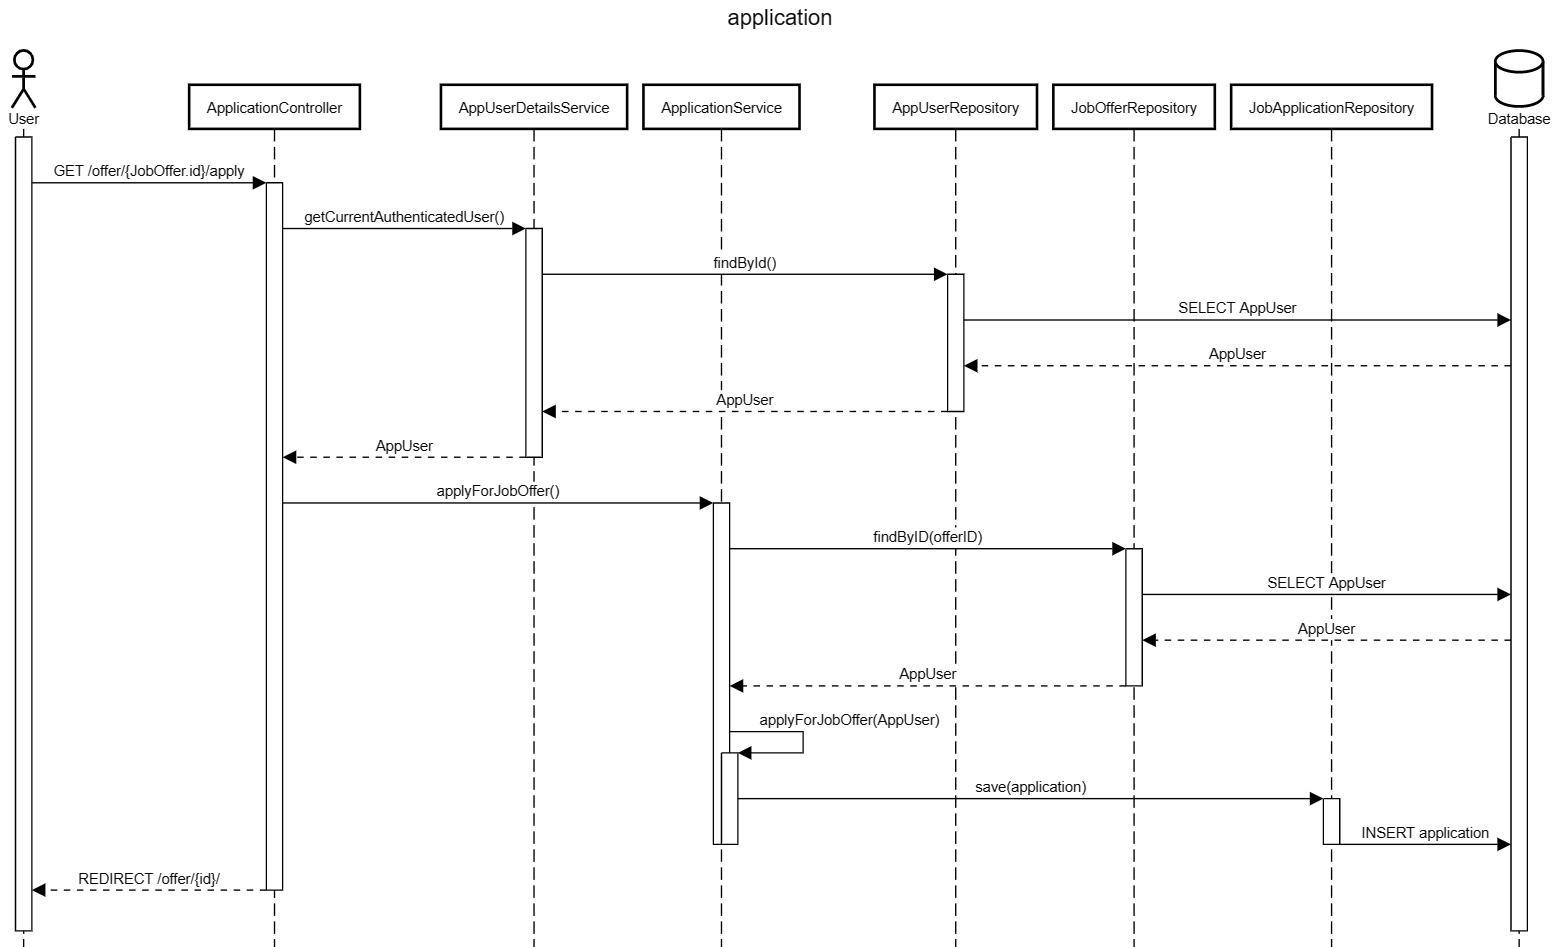 application
User
ApplicationController
AppUserDetailsService
ApplicationService
AppUserRepository
JobOfferRepository
JobApplicationRepository
Database
GET /offer/{JobOffer.id}/apply
getCurrentAuthenticatedUser()
findById()
SELECT AppUser
AppUser
AppUser
AppUser
applyForJobOffer()
findByID(offerID)
SELECT AppUser
AppUser
AppUser
applyForJobOffer(AppUser)
save(application)
INSERT application
REDIRECT /offer/{id}/